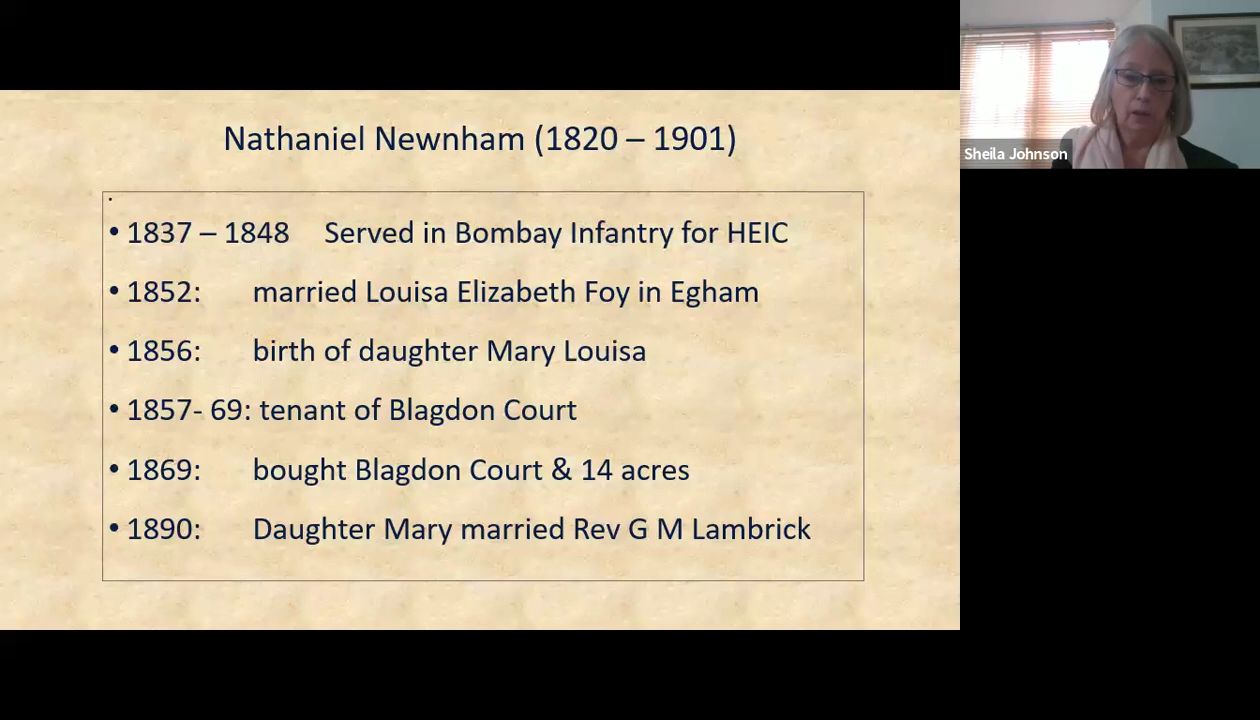 Nathaniel Newnham (1820 – 1901)
• 1837 – 1848 Served in Bombay Infantry for HEIC
• 1852: married Louisa Elizabeth Foy in Egham
• 1856: birth of daughter Mary Louisa
• 1857- 69: tenant of Blagdon Court
• 1869: bought Blagdon Court & 14 acres
• 1890: Daughter Mary married Rev G M Lambrick
Sheila Johnson